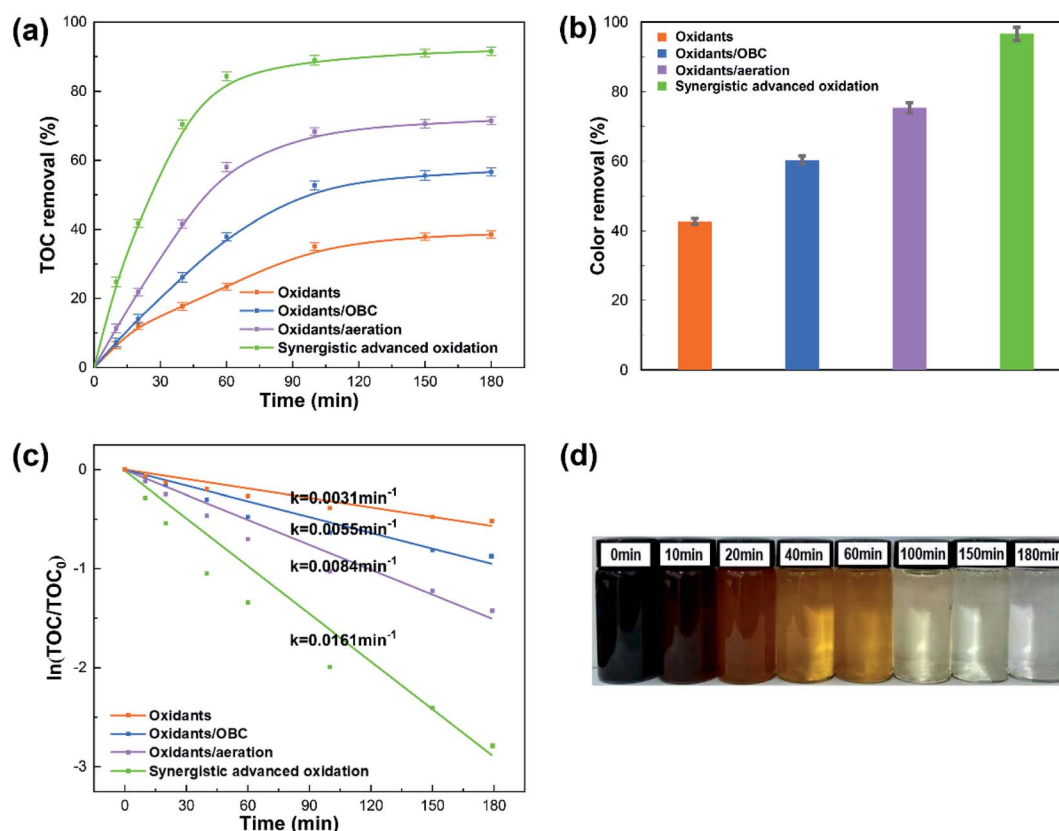 (a)
TOC removal (%)
100
80
60
40
20
0
Oxidants
Oxidants/OBC
Oxidants/aeration
Synergistic advanced oxidation
0 30 60 90 120 150 180
Time (min)
(b)
Color removal (%)
100
80
60
40
20
0
Oxidants
Oxidants/OBC
Oxidants/aeration
Synergistic advanced oxidation
(c)
ln(TOC/TOC₀)
0
-1
-2
-3
k=0.0031min⁻¹
k=0.0055min⁻¹
k=0.0084min⁻¹
k=0.0161min⁻¹
Oxidants
Oxidants/OBC
Oxidants/aeration
Synergistic advanced oxidation
0 30 60 90 120 150 180
Time (min)
(d)
0min 10min 20min 40min 60min 100min 150min 180min